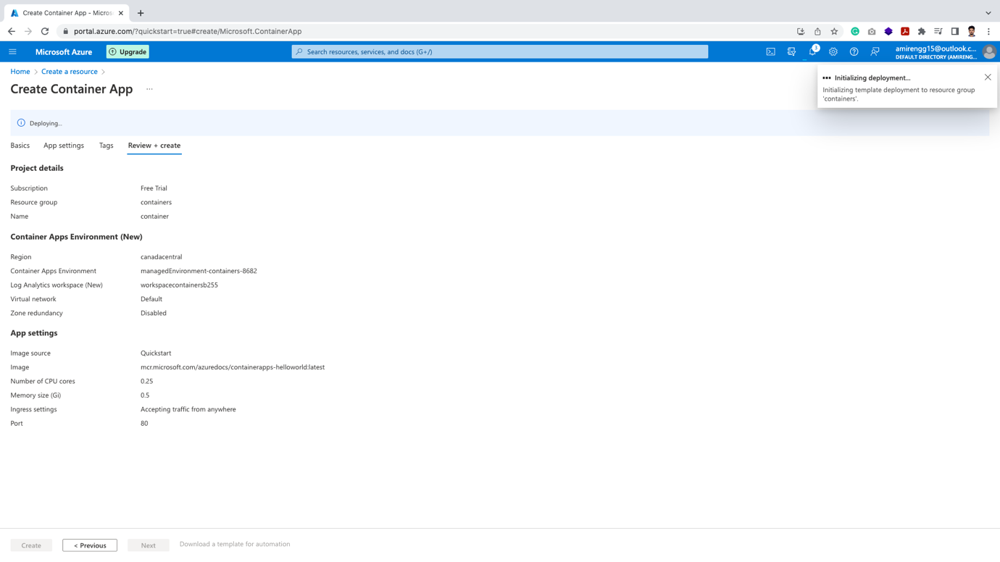 Create Container App - Micros
portal.azure.com/?quickstart=true#create/Microsoft.ContainerApp
Microsoft Azure
Upgrade
Search resources, services, and docs (G+/)
3
amirengg15@outlook.c...
DEFAULT DIRECTORY (AMIRENG...
Home > Create a resource >
Create Container App ...
Initializing deployment...
Initializing template deployment to resource group
'containers'.
Deploying...
Basics App settings Tags Review + create
Project details
Subscription Free Trial
Resource group containers
Name container
Container Apps Environment (New)
Region canadacentral
Container Apps Environment managedEnvironment-containers-8682
Log Analytics workspace (New) workspacecontainersb255
Virtual network Default
Zone redundancy Disabled
App settings
Image source Quickstart
Image mcr.microsoft.com/azuredocs/containerapps-helloworld:latest
Number of CPU cores 0.25
Memory size (Gi) 0.5
Ingress settings Accepting traffic from anywhere
Port 80
Create < Previous Next Download a template for automation